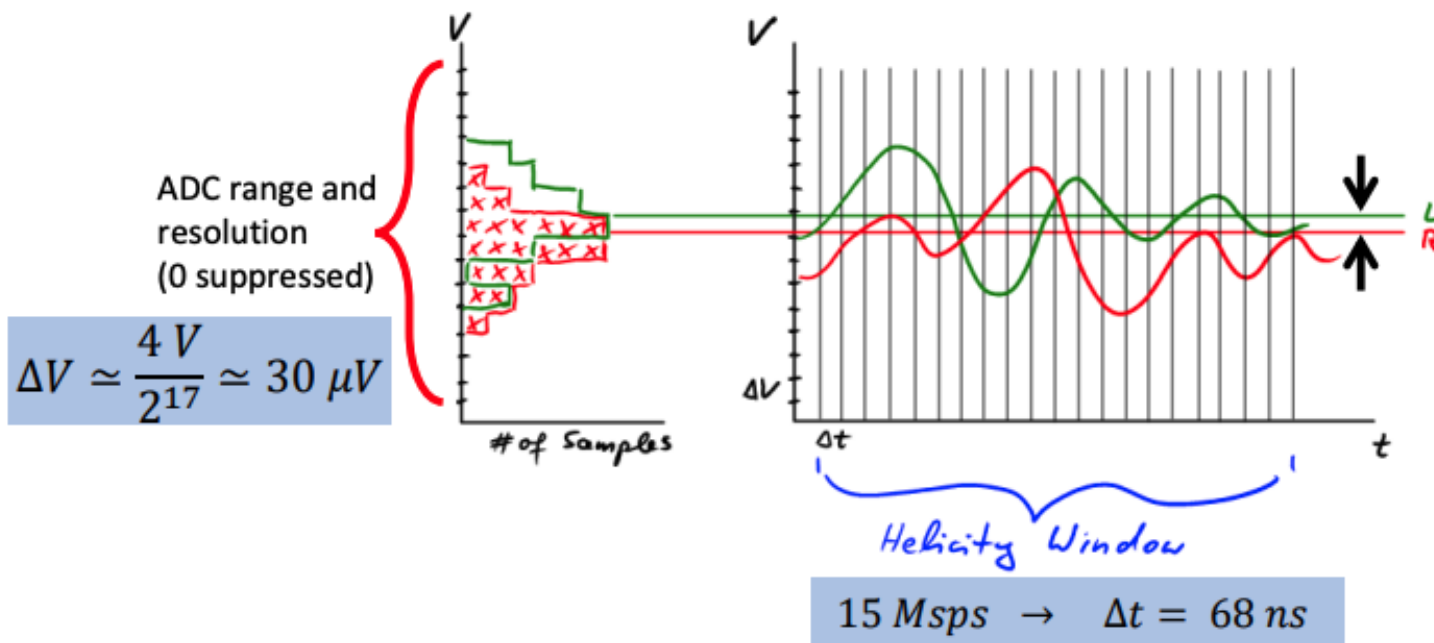 V
V
ADC range and
resolution
(0 suppressed)
ΔV ≃ 4 V / 2^17 ≃ 30 μV
L
R
ΔV
# of Samples
Δt
t
Helicity Window
15 Msps → Δt = 68 ns